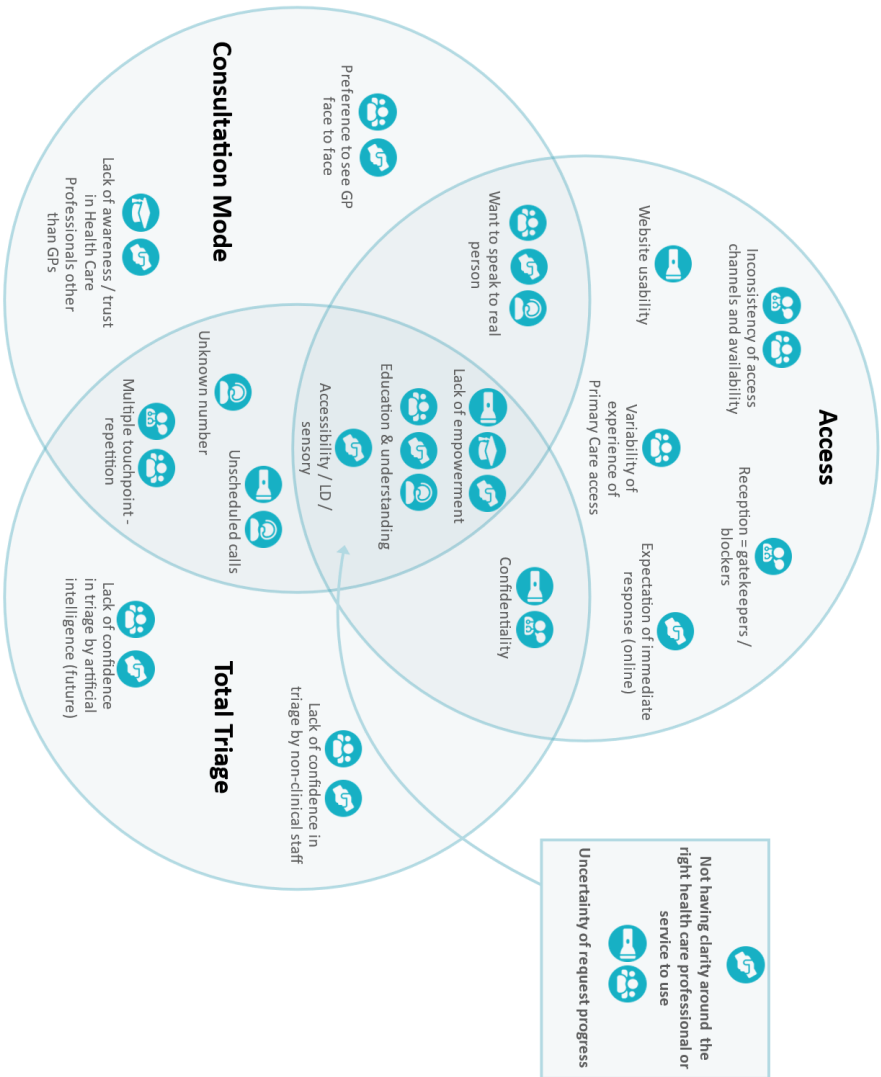 Access
Inconsistency of access
channels and availability
Reception = gatekeepers /
blockers
Website usability
Variability of
experience of
Primary Care access
Expectation of immediate
response (online)
Not having clarity around the
right health care professional or
service to use
Uncertainty of request progress
Want to speak to real
person
Confidentiality
Lack of empowerment
Education & understanding
Accessibility / LD /
sensory
Preference to see GP
face to face
Consultation Mode
Lack of awareness / trust
in Health Care
Professionals other
than GPs
Unknown number
Unscheduled calls
Multiple touchpoint -
repetition
Lack of confidence in
triage by non-clinical staff
Total Triage
Lack of confidence
in triage by artificial
intelligence (future)